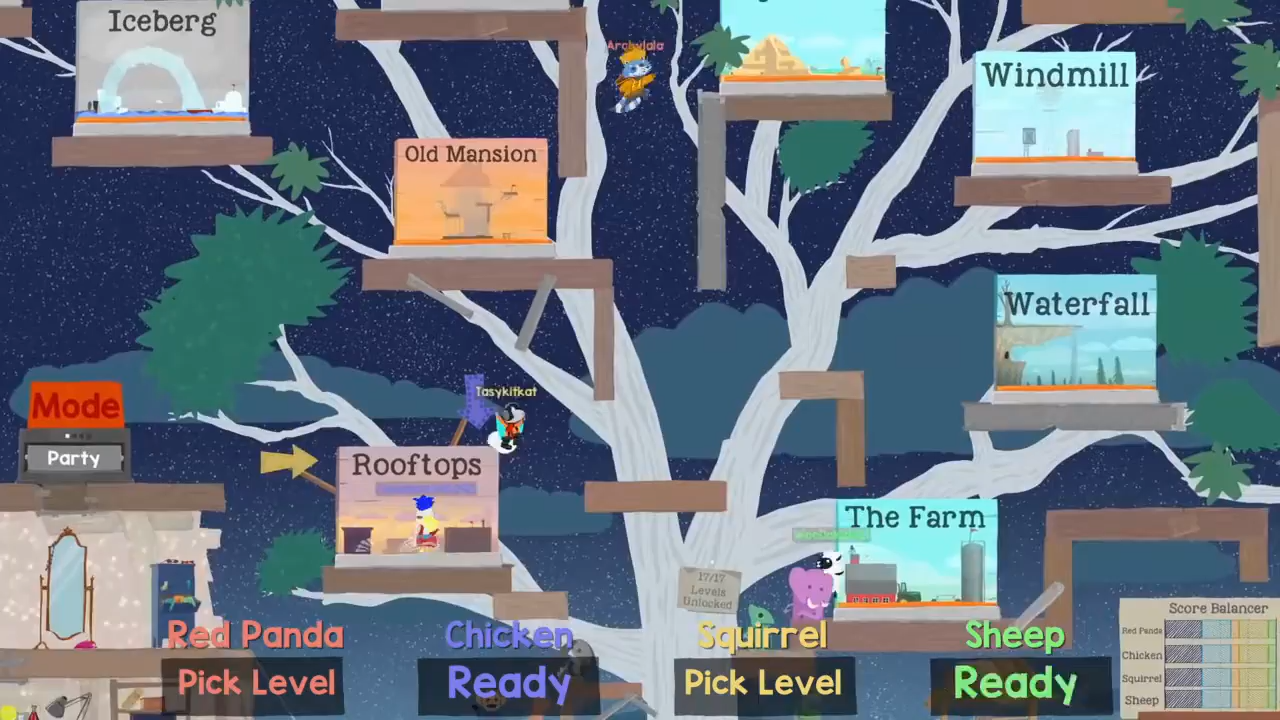 Iceberg
Archylala
Windmill
Old Mansion
Waterfall
Mode
Party
Tasykitkat
Rooftops
The Farm
17/17
Levels
Unlocked
Red Panda
Pick Level
Chicken
Ready
Squirrel
Pick Level
Sheep
Ready
Score Balancer
Red Panda
Chicken
Squirrel
Sheep